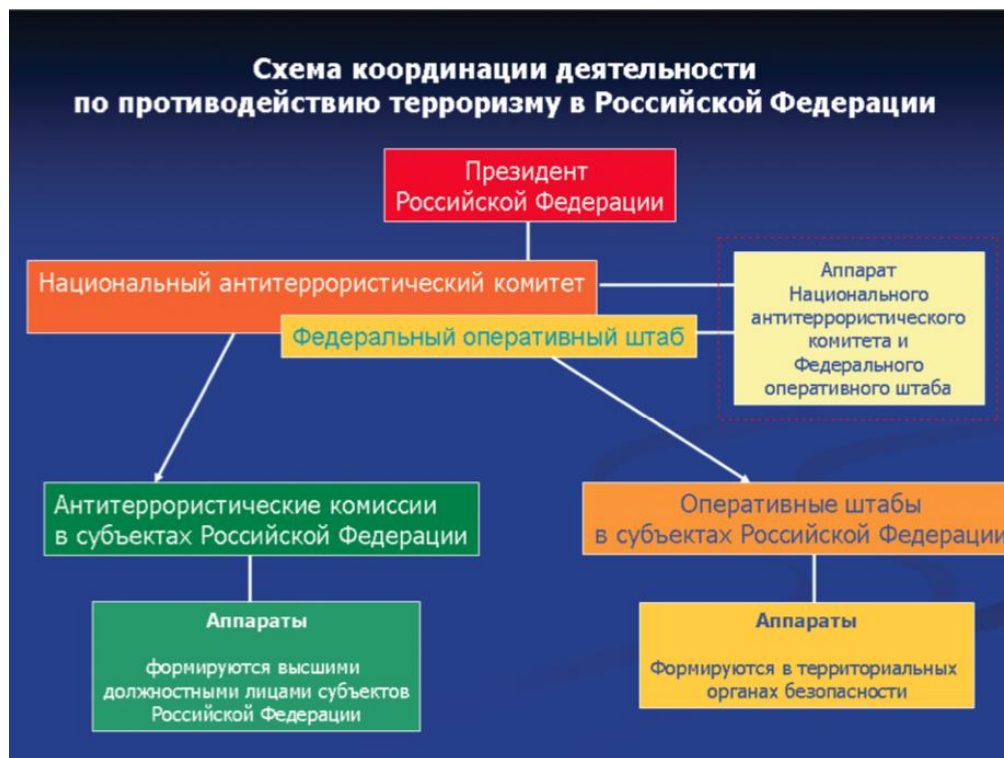 Схема координации деятельности
по противодействию терроризму в Российской Федерации
Президент
Российской Федерации
Национальный антитеррористический комитет
Федеральный оперативный штаб
Аппарат
Национального
антитеррористического
комитета и
Федерального
оперативного штаба
Антитеррористические комиссии
в субъектах Российской Федерации
Оперативные штабы
в субъектах Российской Федерации
Аппараты
формируются высшими
должностными лицами субъектов
Российской Федерации
Аппараты
Формируются в территориальных
органах безопасности